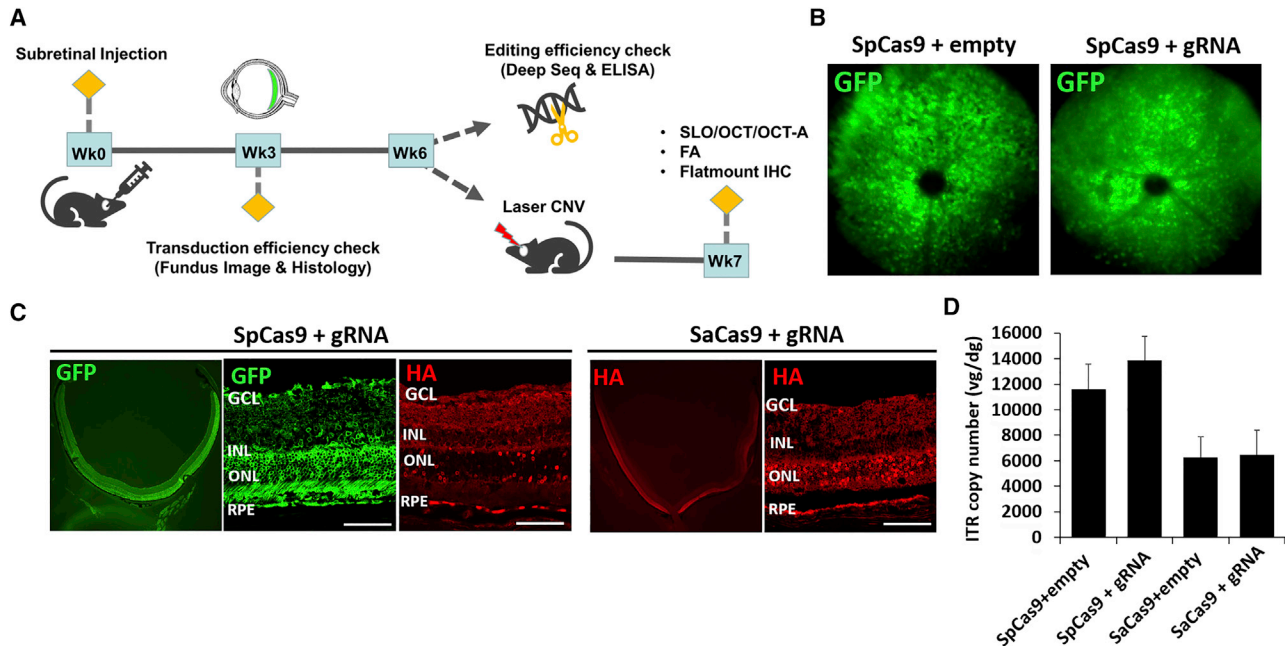 A
Subretinal Injection
Wk0
Wk3
Wk6
Transduction efficiency check
(Fundus Image & Histology)
Editing efficiency check
(Deep Seq & ELISA)
Laser CNV
• SLO/OCT/OCT-A
• FA
• Flatmount IHC
Wk7
B
SpCas9 + empty
SpCas9 + gRNA
GFP
GFP
C
SpCas9 + gRNA
SaCas9 + gRNA
GFP
GFP
GCL
INL
ONL
RPE
HA
GCL
INL
ONL
RPE
HA
HA
GCL
INL
ONL
RPE
D
ITR copy number (vg/dg)
16000
14000
12000
10000
8000
6000
4000
2000
0
SpCas9+empty
SpCas9 + gRNA
SaCas9+empty
SaCas9 + gRNA